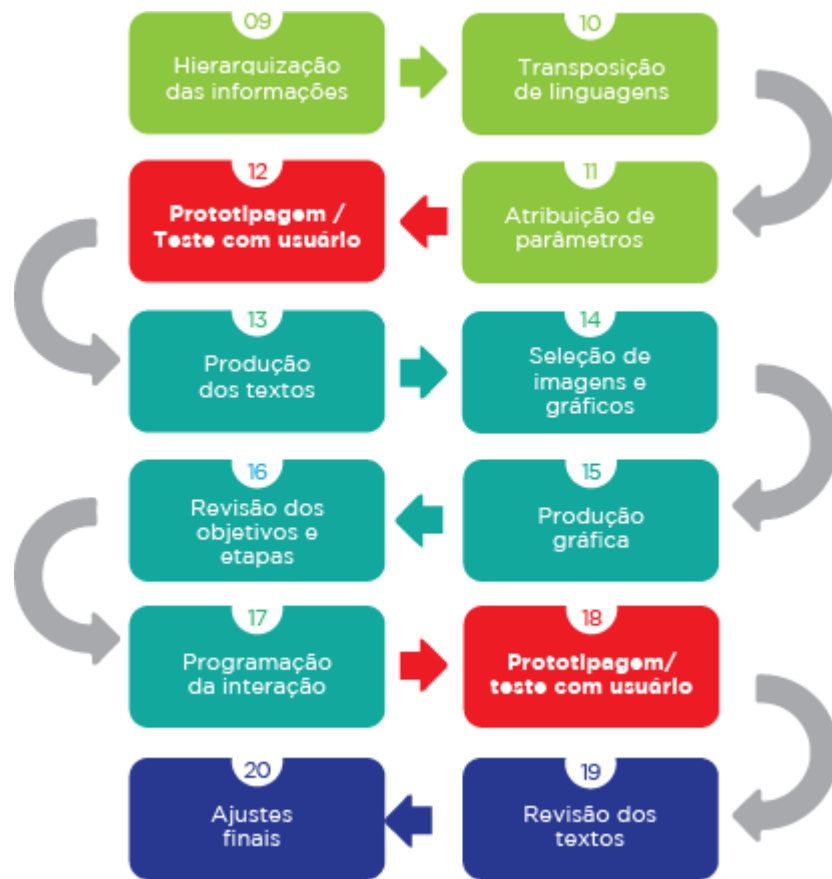 09
Hierarquização
das informações
10
Transposição
de linguagens
11
Atribuição de
parâmetros
12
Prototipagem /
Teste com usuário
13
Produção
dos textos
14
Seleção de
imagens e
gráficos
15
Produção
gráfica
16
Revisão dos
objetivos e
etapas
17
Programação
da interação
18
Prototipagem/
teste com usuário
19
Revisão dos
textos
20
Ajustes
finais